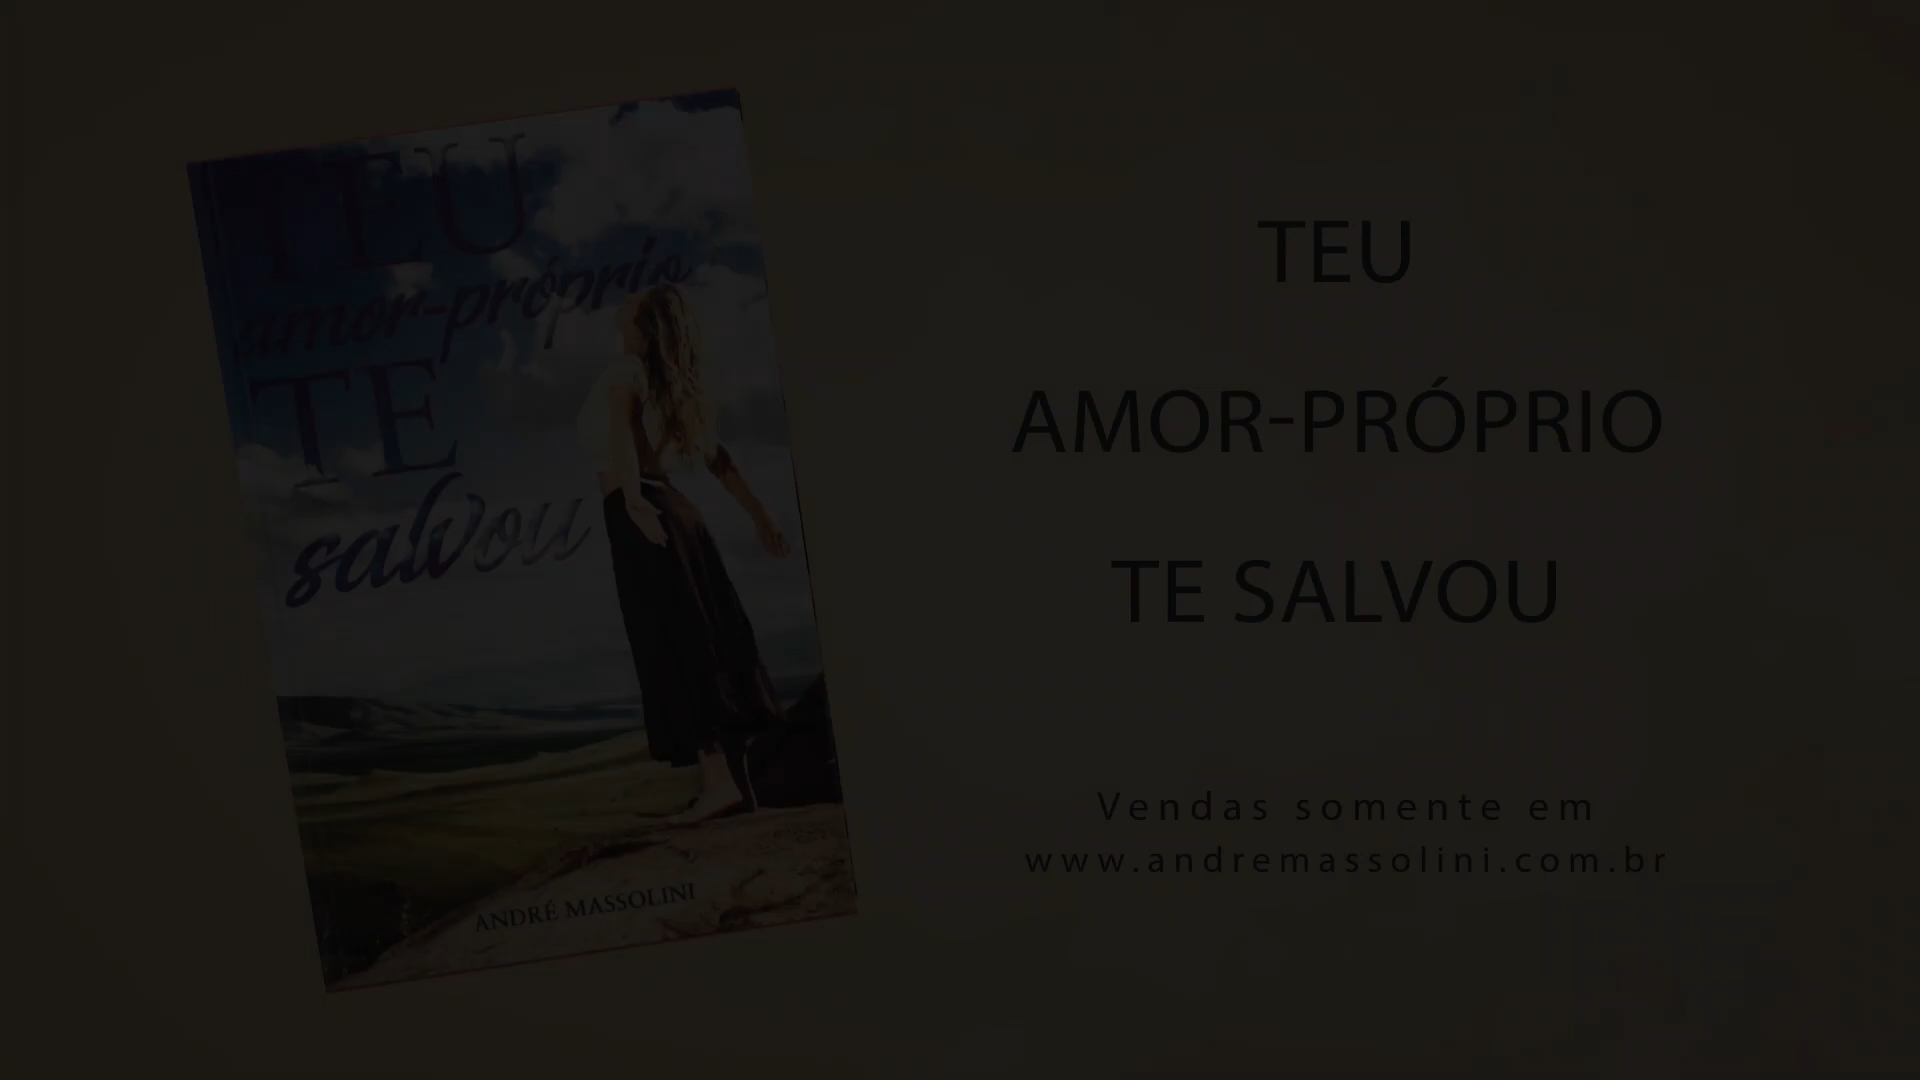 TEU
amor-próprio
TE
salvou
ANDRÉ MASSOLINI
TEU
AMOR-PRÓPRIO
TE SALVOU
Vendas somente em
www.andremassolini.com.br